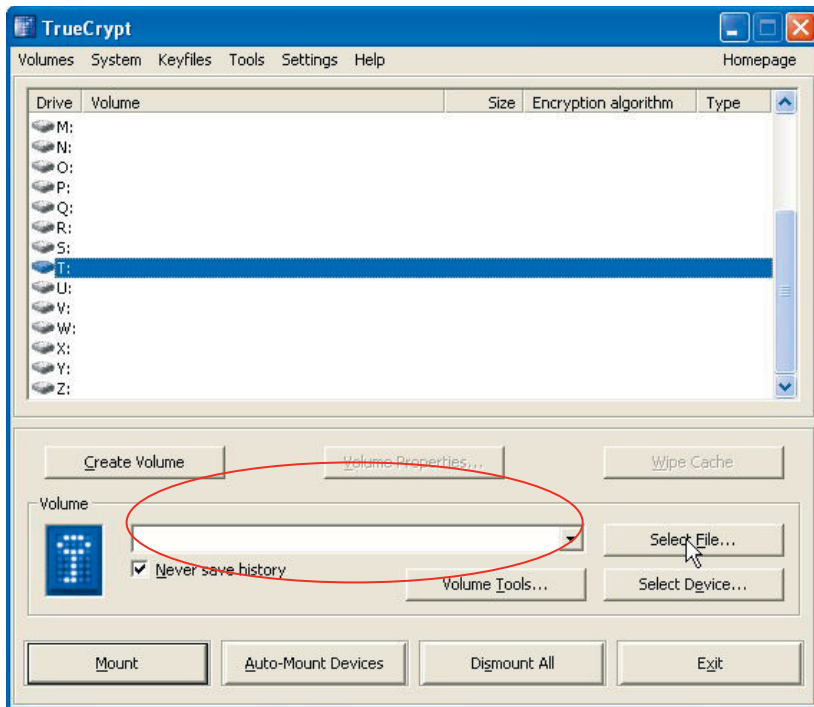 TrueCrypt
Volumes System Keyfiles Tools Settings Help Homepage
Drive Volume Size Encryption algorithm Type
M:
N:
O:
P:
Q:
R:
S:
T:
U:
V:
W:
X:
Y:
Z:
Create Volume Volume Properties... Wipe Cache
Volume
Select File...
Never save history
Volume Tools... Select Device...
Mount Auto-Mount Devices Dismount All Exit